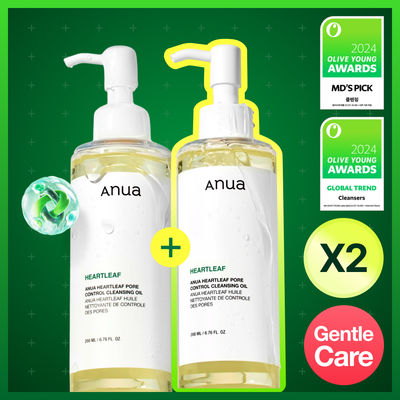 2024
OLIVE YOUNG
AWARDS
MD'S PICK
클렌징
2024
OLIVE YOUNG
AWARDS
GLOBAL TREND
Cleansers
Anua
HEARTLEAF
ANUA HEARTLEAF PORE
CONTROL CLEANSING OIL
ANUA HEARTLEAF HUILE
NETTOYANTE DE CONTROLE
DES PORES
200 ML / 6.76 FL. OZ
+
Anua
HEARTLEAF
ANUA HEARTLEAF PORE
CONTROL CLEANSING OIL
ANUA HEARTLEAF HUILE
NETTOYANTE DE CONTROLE
DES PORES
200 ML / 6.76 FL. OZ
X2
Gentle
Care